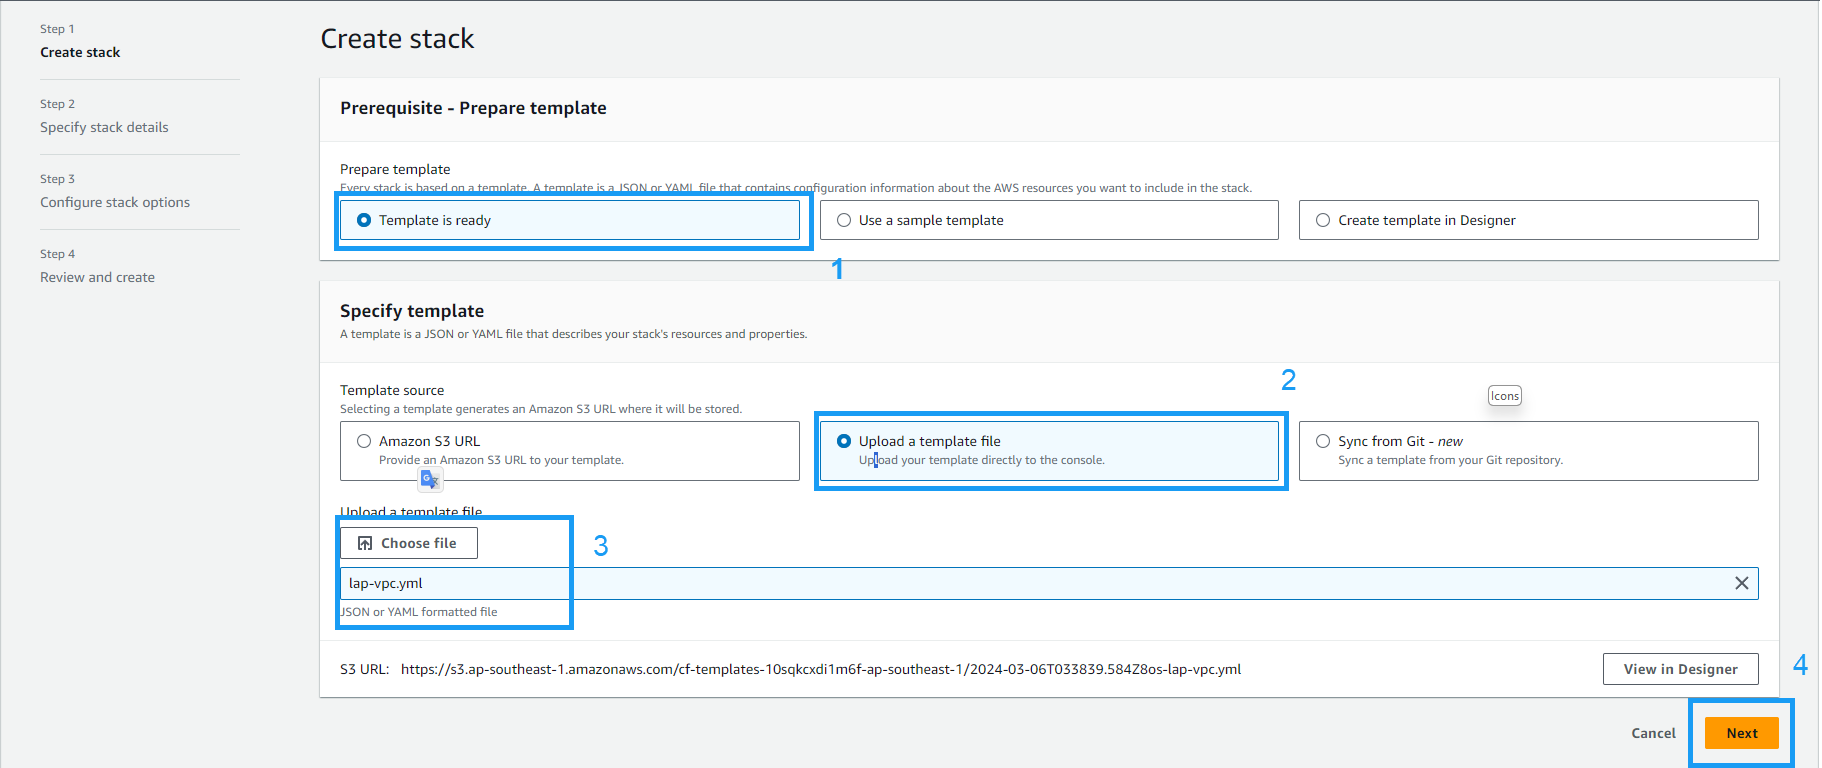 Step 1
Create stack
Step 2
Specify stack details
Step 3
Configure stack options
Step 4
Review and create
Create stack
Prerequisite - Prepare template
Prepare template
Every stack is based on a template. A template is a JSON or YAML file that contains configuration information about the AWS resources you want to include in the stack.
Template is ready
Use a sample template
Create template in Designer
1
Specify template
A template is a JSON or YAML file that describes your stack's resources and properties.
Template source
Selecting a template generates an Amazon S3 URL where it will be stored.
2
Icons
Amazon S3 URL
Provide an Amazon S3 URL to your template.
Upload a template file
Upload your template directly to the console.
Sync from Git - new
Sync a template from your Git repository.
G
Upload a template file
Choose file
3
lap-vpc.yml
JSON or YAML formatted file
S3 URL: https://s3.ap-southeast-1.amazonaws.com/cf-templates-10sqkcxdi1m6f-ap-southeast-1/2024-03-06T033839.584Z8os-lap-vpc.yml
View in Designer
4
Cancel
Next